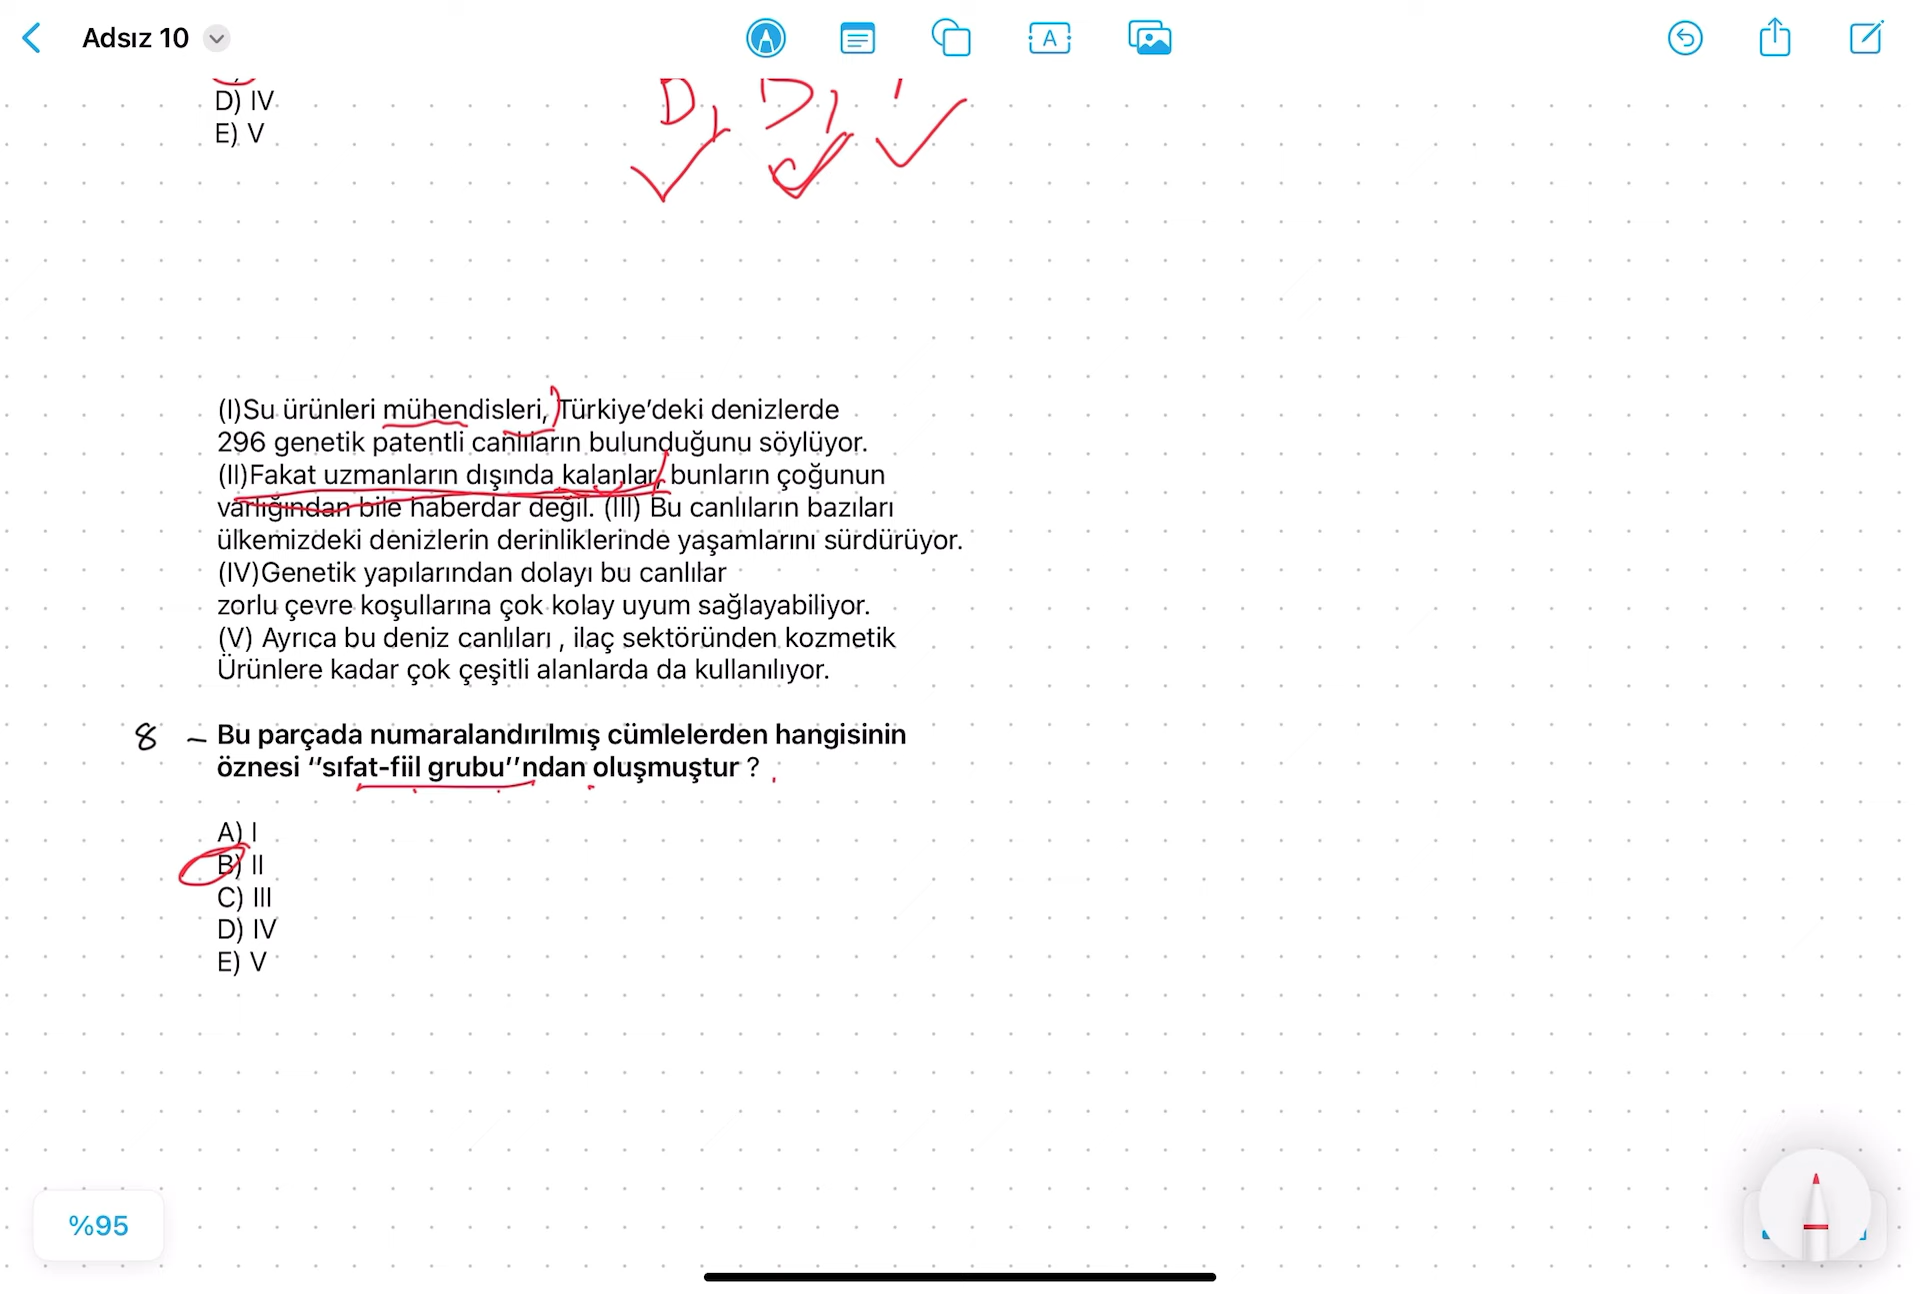 Adsız 10
A
D) IV
E) V
D, D,
(I)Su ürünleri mühendisleri, Türkiye'deki denizlerde
296 genetik patentli canlıların bulunduğunu söylüyor.
(II)Fakat uzmanların dışında kalanlar, bunların çoğunun
varlığından bile haberdar değil. (III) Bu canlıların bazıları
ülkemizdeki denizlerin derinliklerinde yaşamlarını sürdürüyor.
(IV)Genetik yapılarından dolayı bu canlılar
zorlu çevre koşullarına çok kolay uyum sağlayabiliyor.
(V) Ayrıca bu deniz canlıları , ilaç sektöründen kozmetik
Ürünlere kadar çok çeşitli alanlarda da kullanılıyor.
8 - Bu parçada numaralandırılmış cümlelerden hangisinin
öznesi ''sıfat-fiil grubu''ndan oluşmuştur ?
A) I
B) II
C) III
D) IV
E) V
%95